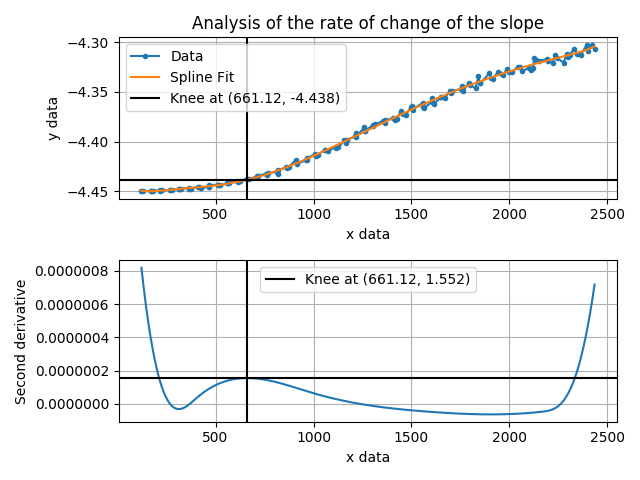 Analysis of the rate of change of the slope
−4.30
−4.35
−4.40
−4.45
y data
Data
Spline Fit
Knee at (661.12, -4.438)
500
1000
1500
2000
2500
x data
0.0000008
0.0000006
0.0000004
0.0000002
0.0000000
Second derivative
Knee at (661.12, 1.552)
500
1000
1500
2000
2500
x data